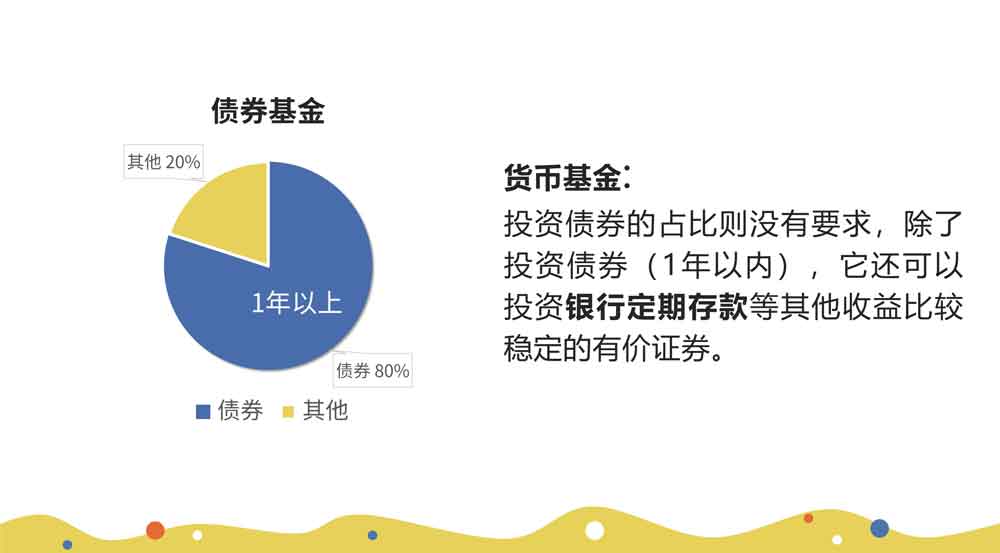 债券基金
其他 20%
1年以上
债券 80%
债券 其他
货币基金：
投资债券的占比则没有要求，除了
投资债券（1年以内），它还可以
投资银行定期存款等其他收益比较
稳定的有价证券。